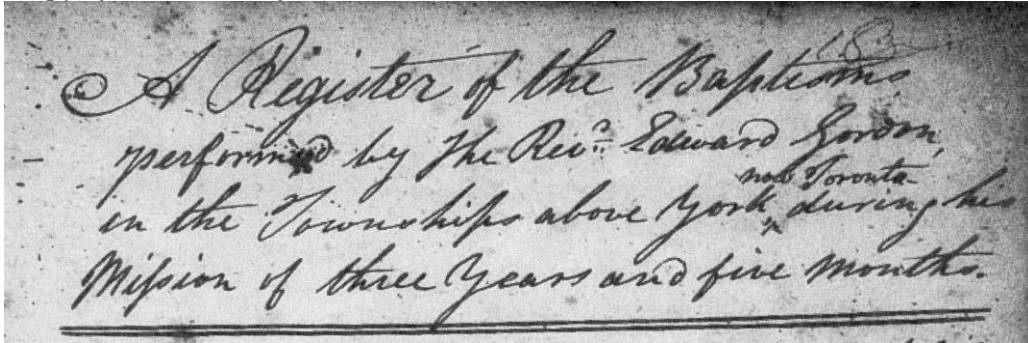 A Register of the Baptisms
performed by The Revd. Edward Gordon,
now Toronto
in the Townships above York, during his
Mission of three Years and five months.